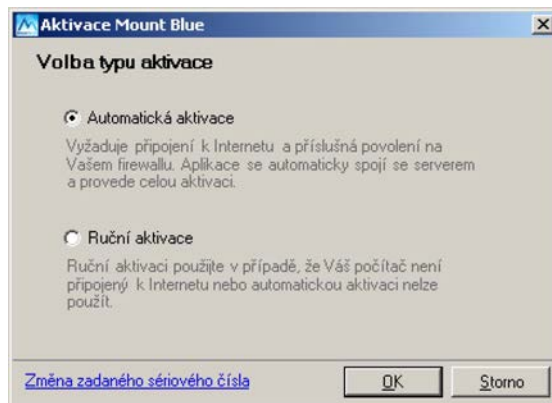 Aktivace Mount Blue
Volba typu aktivace
Automatická aktivace
Vyžaduje připojení k Internetu a příslušná povolení na
Vašem firewallu. Aplikace se automaticky spojí se serverem
a provede celou aktivaci.
Ruční aktivace
Ruční aktivaci použijte v případě, že Váš počítač není
připojený k Internetu nebo automatickou aktivaci nelze
použít.
Změna zadaného sériového čísla
OK
Storno